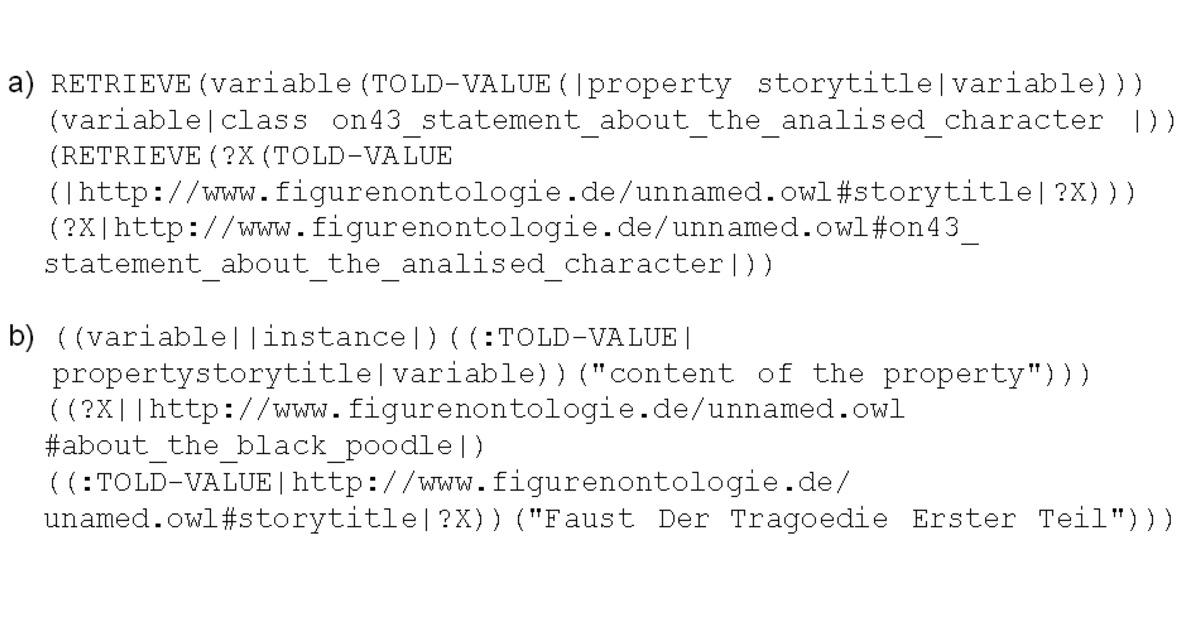 a) RETRIEVE(variable(TOLD-VALUE(|property storytitle|variable)))
(variable|class on43_statement_about_the_analised_character |))
(RETRIEVE(?X(TOLD-VALUE
(|http://www.figurenontologie.de/unnamed.owl#storytitle|?X)))
(?X|http://www.figurenontologie.de/unnamed.owl#on43_
statement_about_the_analised_character|))
b) ((variable||instance|)((:TOLD-VALUE|
propertystorytitle|variable))("content of the property")))
((?X||http://www.figurenontologie.de/unnamed.owl
#about_the_black_poodle|)
((:TOLD-VALUE|http://www.figurenontologie.de/
unamed.owl#storytitle|?X))("Faust Der Tragoedie Erster Teil")))